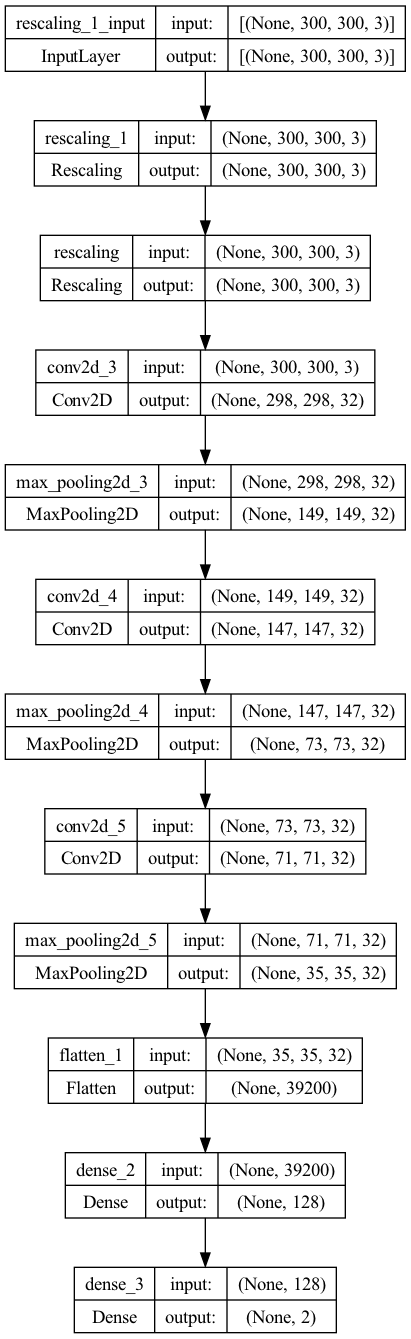 rescaling_1_input input: [(None, 300, 300, 3)]
InputLayer output: [(None, 300, 300, 3)]
rescaling_1 input: (None, 300, 300, 3)
Rescaling output: (None, 300, 300, 3)
rescaling input: (None, 300, 300, 3)
Rescaling output: (None, 300, 300, 3)
conv2d_3 input: (None, 300, 300, 3)
Conv2D output: (None, 298, 298, 32)
max_pooling2d_3 input: (None, 298, 298, 32)
MaxPooling2D output: (None, 149, 149, 32)
conv2d_4 input: (None, 149, 149, 32)
Conv2D output: (None, 147, 147, 32)
max_pooling2d_4 input: (None, 147, 147, 32)
MaxPooling2D output: (None, 73, 73, 32)
conv2d_5 input: (None, 73, 73, 32)
Conv2D output: (None, 71, 71, 32)
max_pooling2d_5 input: (None, 71, 71, 32)
MaxPooling2D output: (None, 35, 35, 32)
flatten_1 input: (None, 35, 35, 32)
Flatten output: (None, 39200)
dense_2 input: (None, 39200)
Dense output: (None, 128)
dense_3 input: (None, 128)
Dense output: (None, 2)